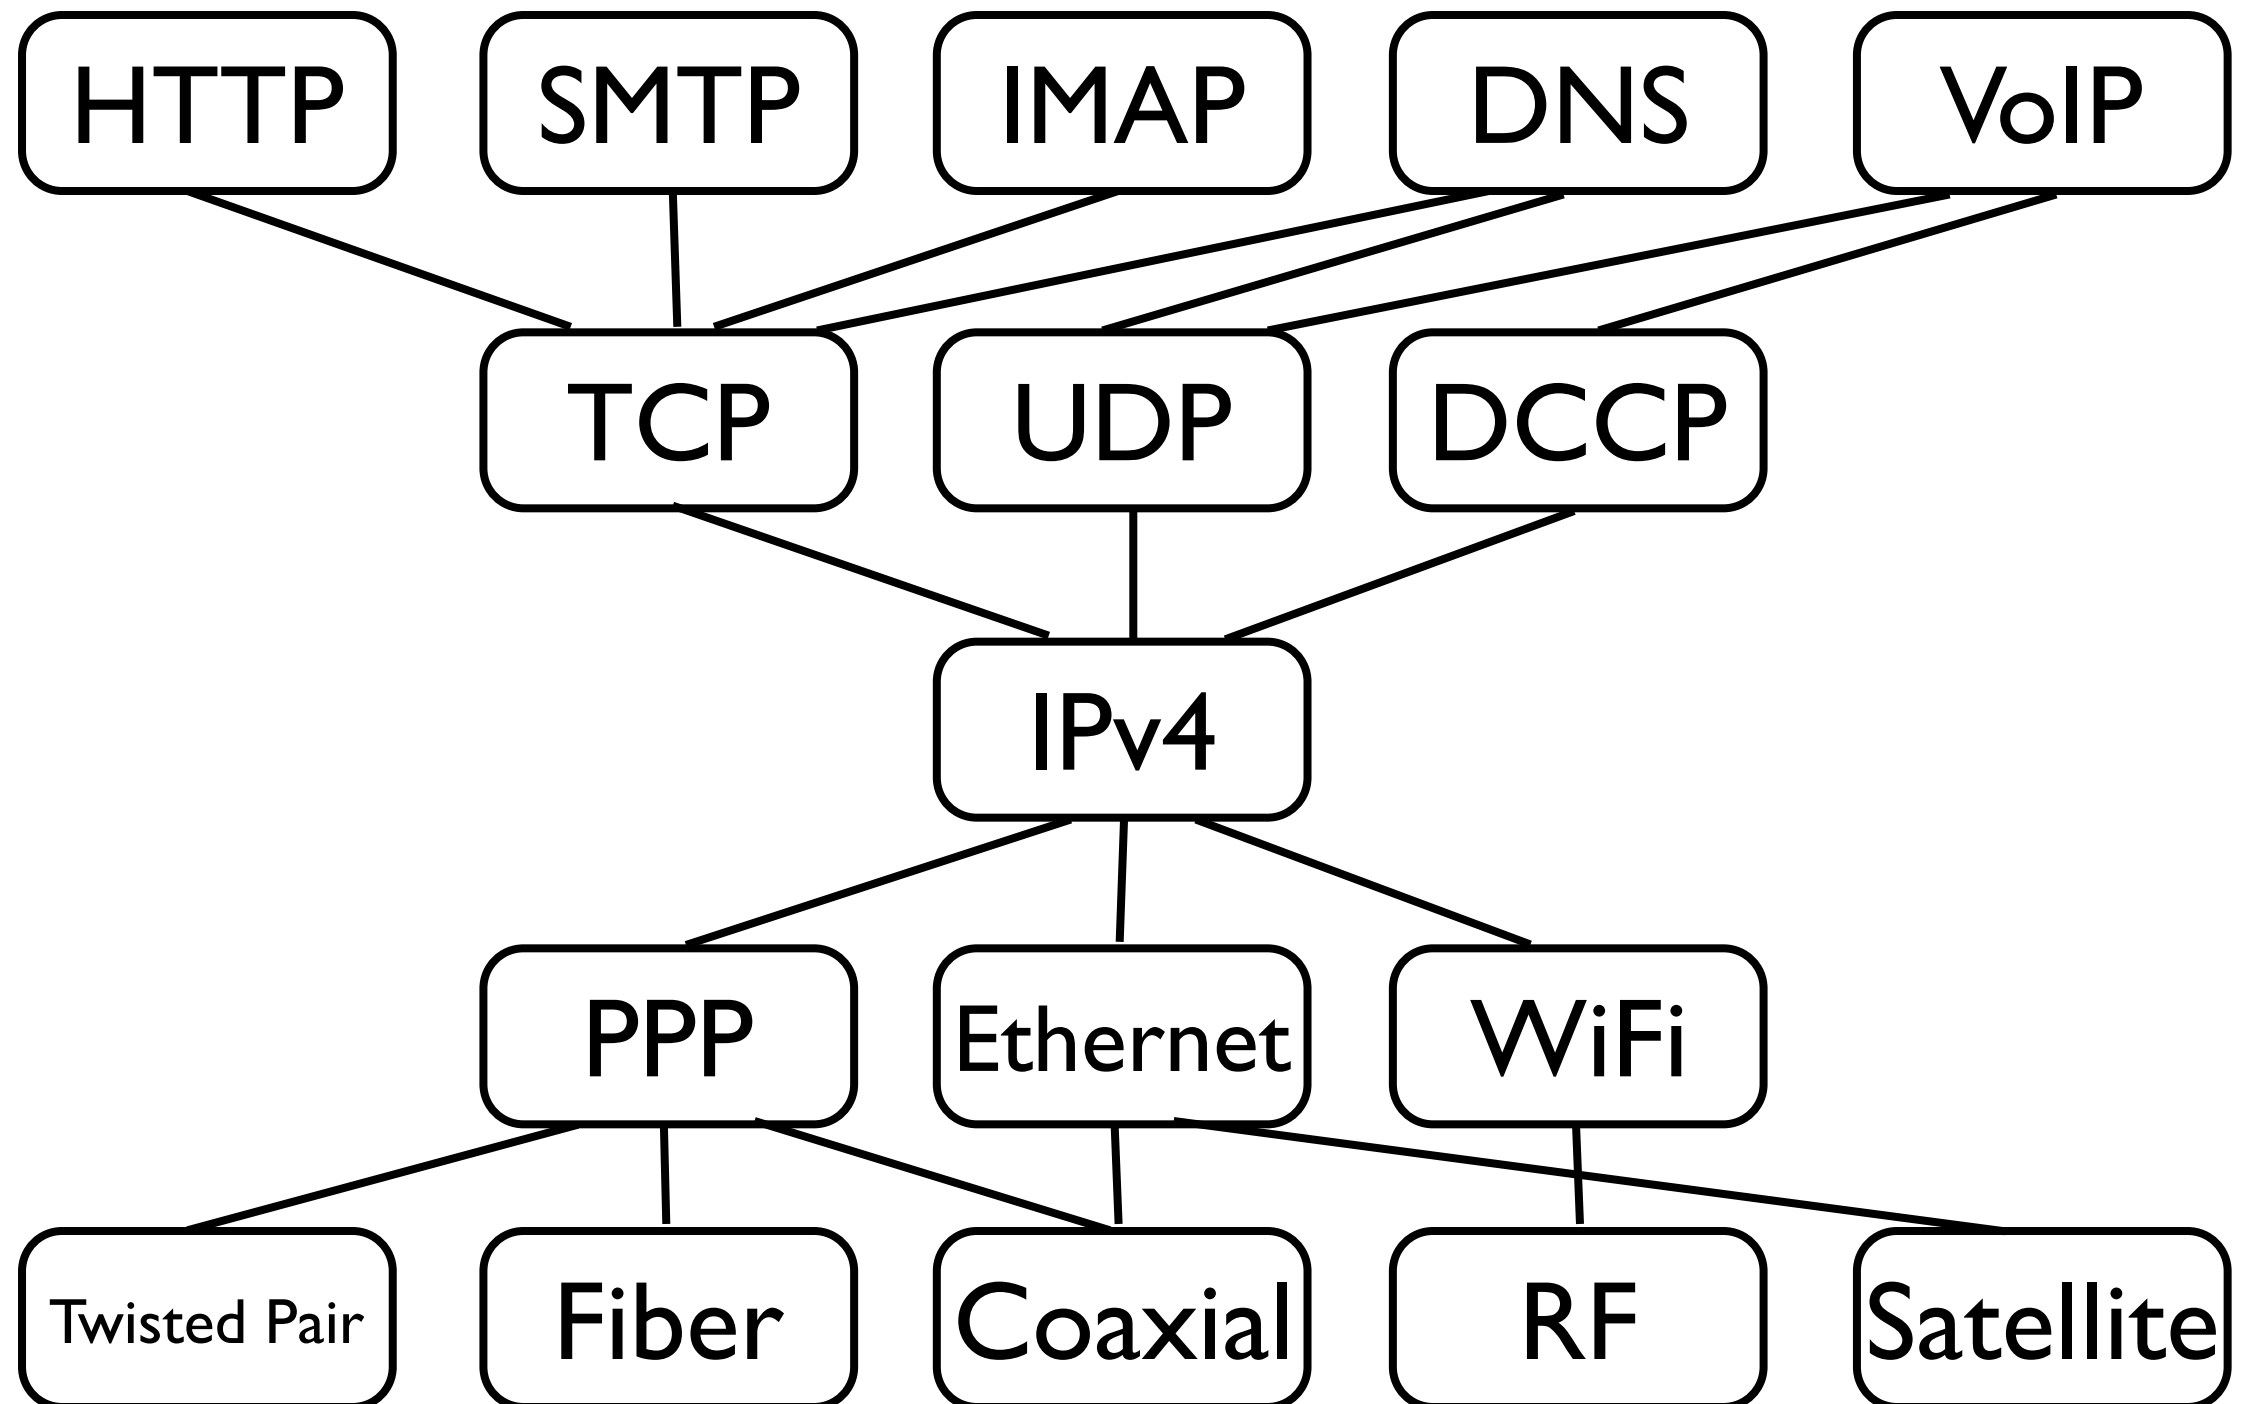 HTTP
SMTP
IMAP
DNS
VoIP
TCP
UDP
DCCP
IPv4
PPP
Ethernet
WiFi
Twisted Pair
Fiber
Coaxial
RF
Satellite